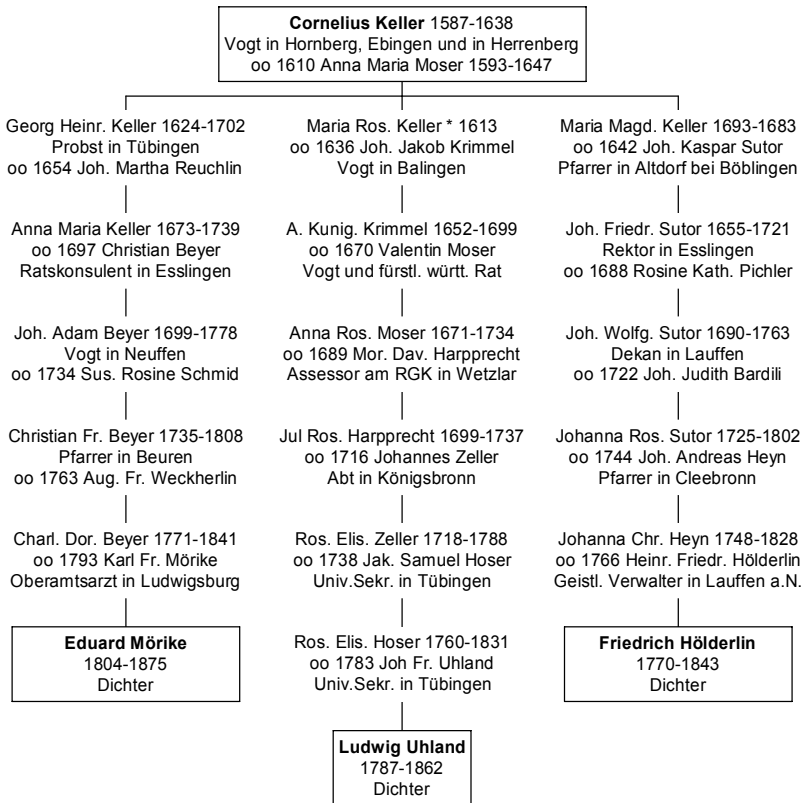 Cornelius Keller 1587-1638
Vogt in Hornberg, Ebingen und in Herrenberg
oo 1610 Anna Maria Moser 1593-1647
Georg Heinr. Keller 1624-1702
Probst in Tübingen
oo 1654 Joh. Martha Reuchlin
Anna Maria Keller 1673-1739
oo 1697 Christian Beyer
Ratskonsulent in Esslingen
Joh. Adam Beyer 1699-1778
Vogt in Neuffen
oo 1734 Sus. Rosine Schmid
Christian Fr. Beyer 1735-1808
Pfarrer in Beuren
oo 1763 Aug. Fr. Weckherlin
Charl. Dor. Beyer 1771-1841
oo 1793 Karl Fr. Mörike
Oberamtsarzt in Ludwigsburg
Eduard Mörike
1804-1875
Dichter
Maria Ros. Keller * 1613
oo 1636 Joh. Jakob Krimmel
Vogt in Balingen
A. Kunig. Krimmel 1652-1699
oo 1670 Valentin Moser
Vogt und fürstl. württ. Rat
Anna Ros. Moser 1671-1734
oo 1689 Mor. Dav. Harpprecht
Assessor am RGK in Wetzlar
Jul Ros. Harpprecht 1699-1737
oo 1716 Johannes Zeller
Abt in Königsbronn
Ros. Elis. Zeller 1718-1788
oo 1738 Jak. Samuel Hoser
Univ.Sekr. in Tübingen
Ros. Elis. Hoser 1760-1831
oo 1783 Joh Fr. Uhland
Univ.Sekr. in Tübingen
Ludwig Uhland
1787-1862
Dichter
Maria Magd. Keller 1693-1683
oo 1642 Joh. Kaspar Sutor
Pfarrer in Altdorf bei Böblingen
Joh. Friedr. Sutor 1655-1721
Rektor in Esslingen
oo 1688 Rosine Kath. Pichler
Joh. Wolfg. Sutor 1690-1763
Dekan in Lauffen
oo 1722 Joh. Judith Bardili
Johanna Ros. Sutor 1725-1802
oo 1744 Joh. Andreas Heyn
Pfarrer in Cleebronn
Johanna Chr. Heyn 1748-1828
oo 1766 Heinr. Friedr. Hölderlin
Geistl. Verwalter in Lauffen a.N.
Friedrich Hölderlin
1770-1843
Dichter